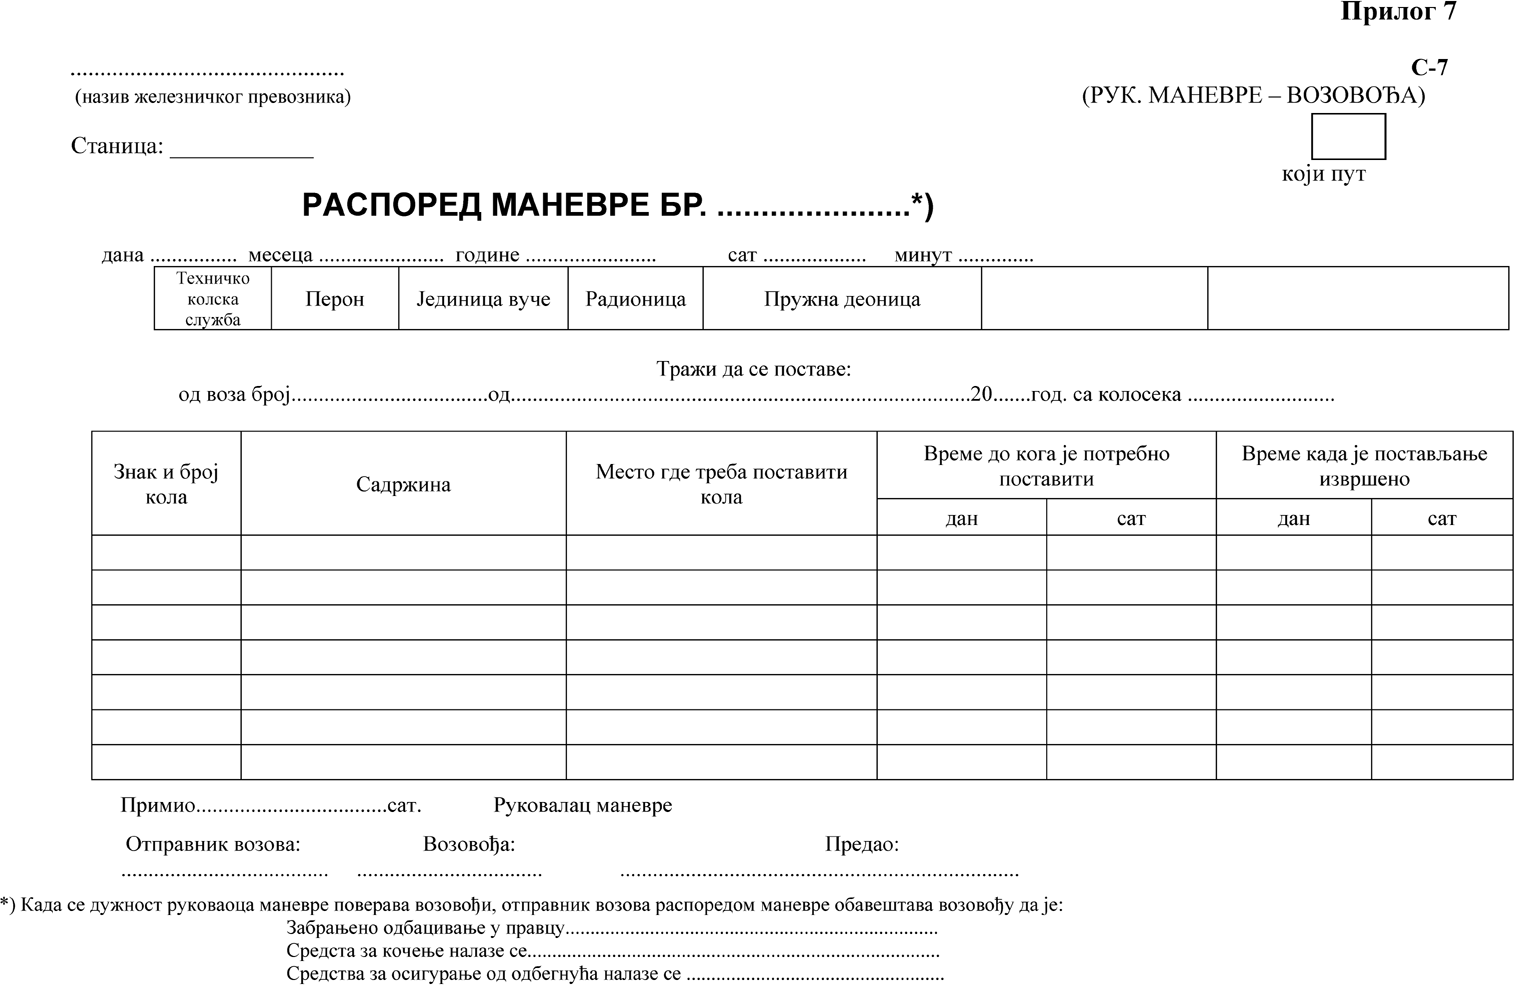 Прилог 7
С-7
..............................................
(назив железничког превозника)
(РУК. МАНЕВРЕ – ВОЗОВОЂА)
Станица: _____________
који пут
РАСПОРЕД МАНЕВРЕ БР. ......................*)
дана ................ месеца ....................... године ........................ сат ................... минут ..............
Техничко колска служба Перон Јединица вуче Радионица Пружна деоница
Тражи да се поставе:
од воза број....................................од....................................................................................20.......год. са колосека ...........................
Знак и број кола Садржина Место где треба поставити кола Време до кога је потребно поставити Време када је постављање извршено
дан сат дан сат
Примио...................................сат. Руковалац маневре
Отправник возова: Возовођа: Предао:
...................................... .................................. .........................................................................
*) Када се дужност руковаоца маневре поверава возовођи, отправник возова распоредом маневре обавештава возовођу да је:
Забрањено одбацивање у правцу....................................................................
Средста за кочење налазе се...........................................................................
Средства за осигурање од одбегнућа налазе се ...............................................